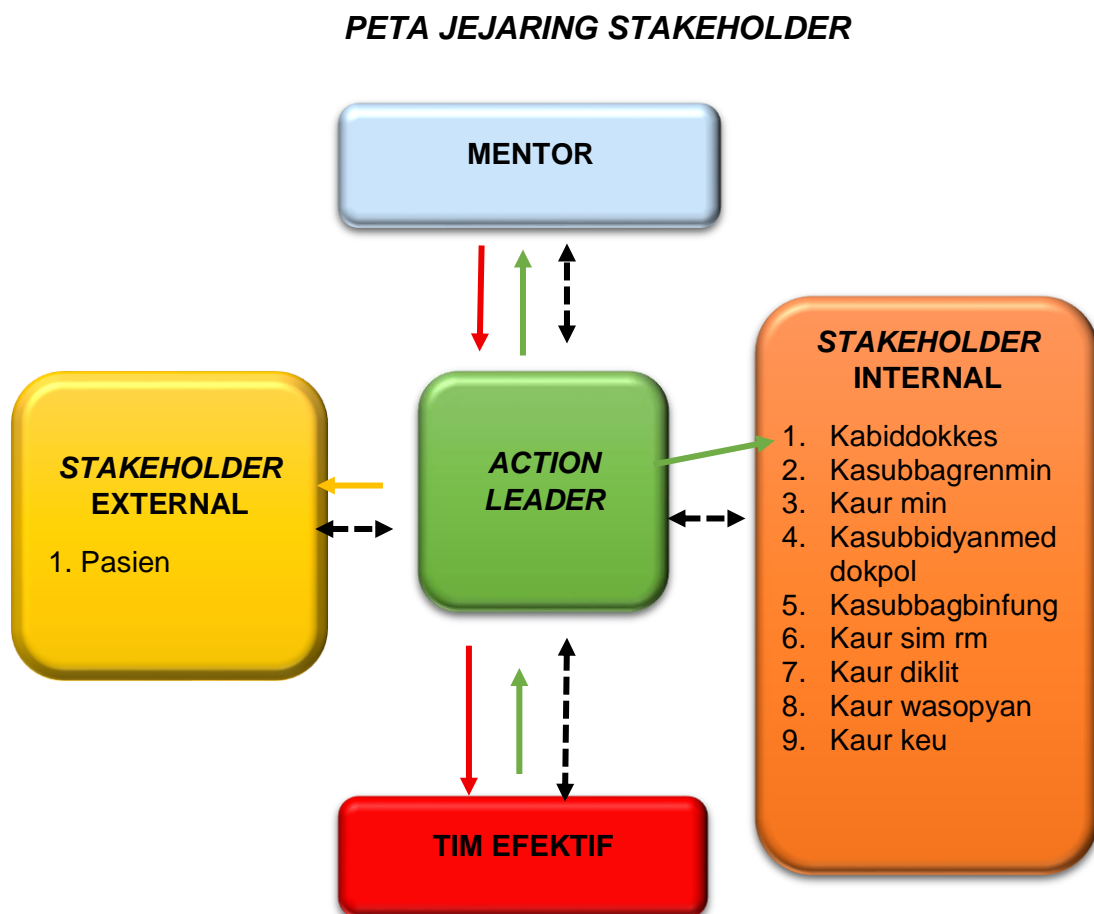 PETA JEJARING STAKEHOLDER
MENTOR
STAKEHOLDER
EXTERNAL
1. Pasien
ACTION
LEADER
STAKEHOLDER
INTERNAL
1. Kabiddokkes
2. Kasubbagrenmin
3. Kaur min
4. Kasubbidyanmed
dokpol
5. Kasubbagbinfung
6. Kaur sim rm
7. Kaur diklit
8. Kaur wasopyan
9. Kaur keu
TIM EFEKTIF